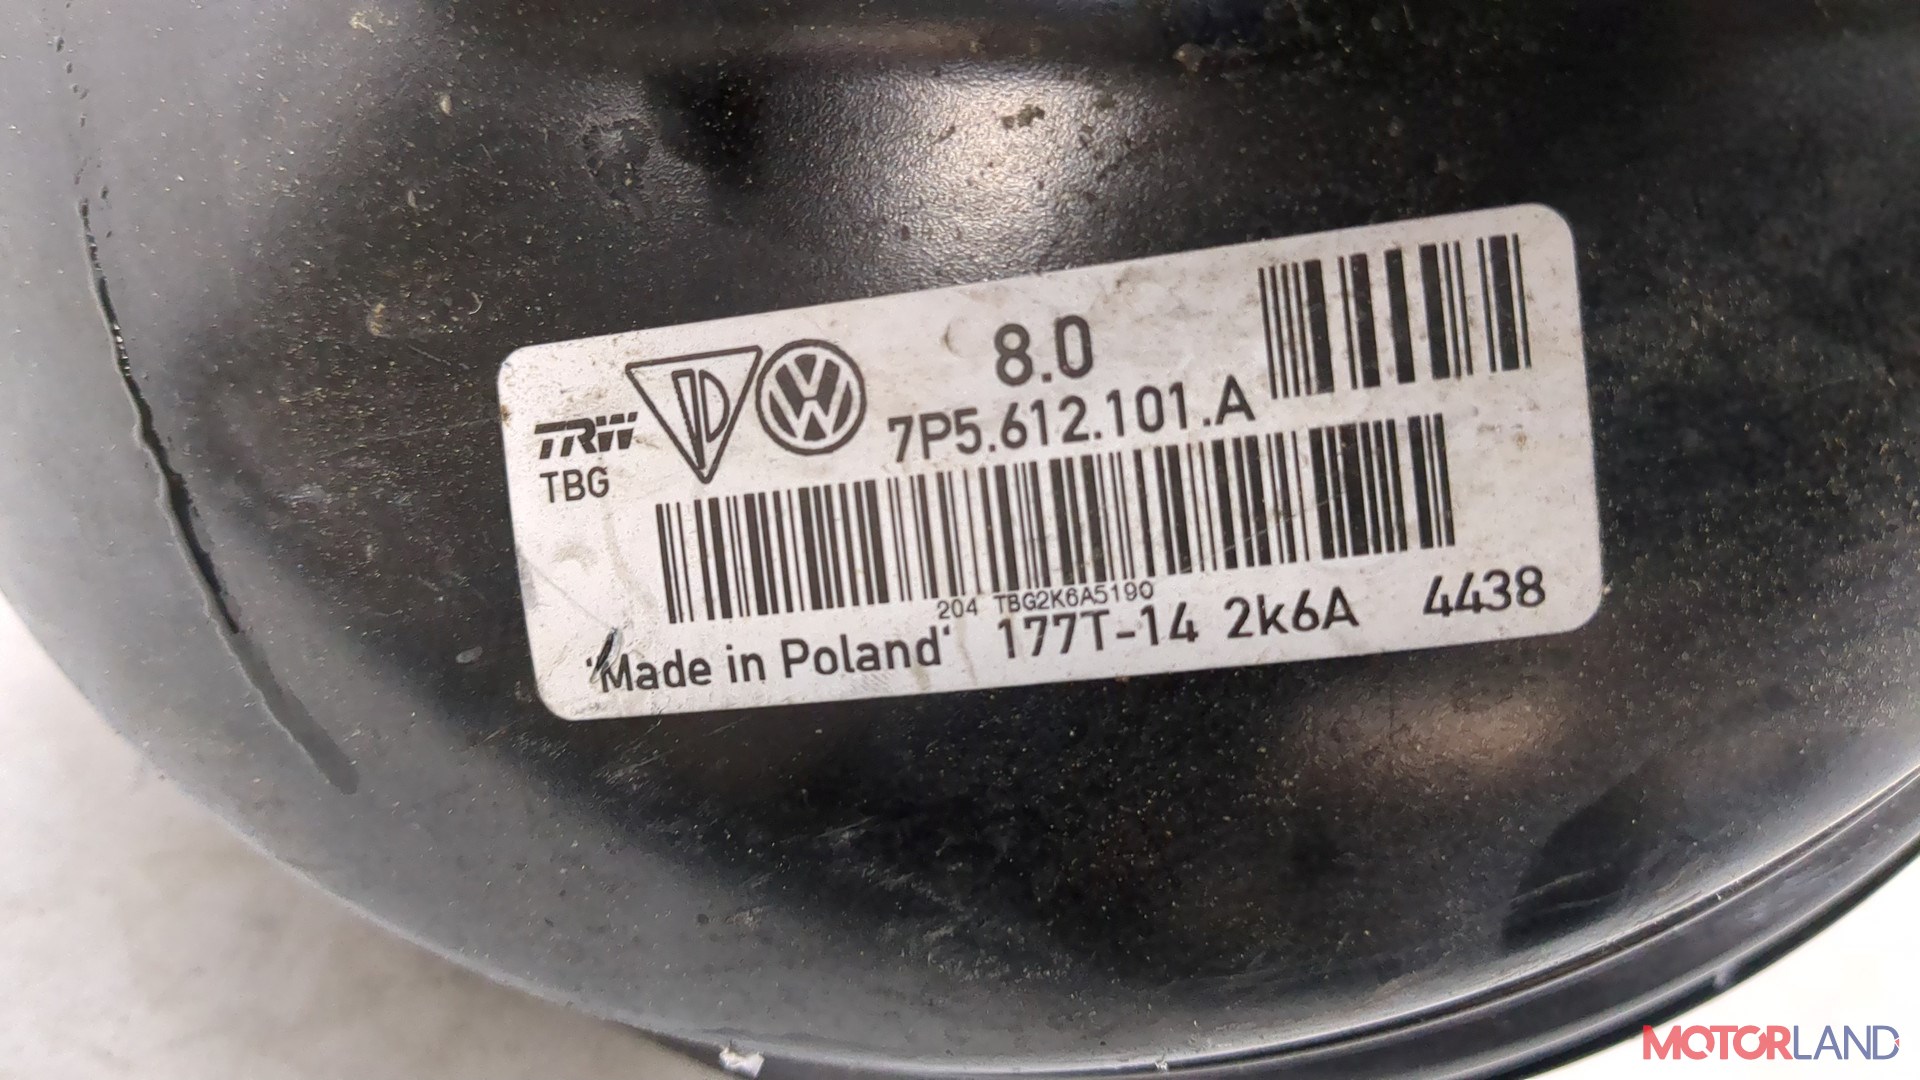 8.0
TRW
TBG
7P5.612.101.A
204 TBG2K6A5190
'Made in Poland' 177T-14 2k6A 4438
MOTORLAND